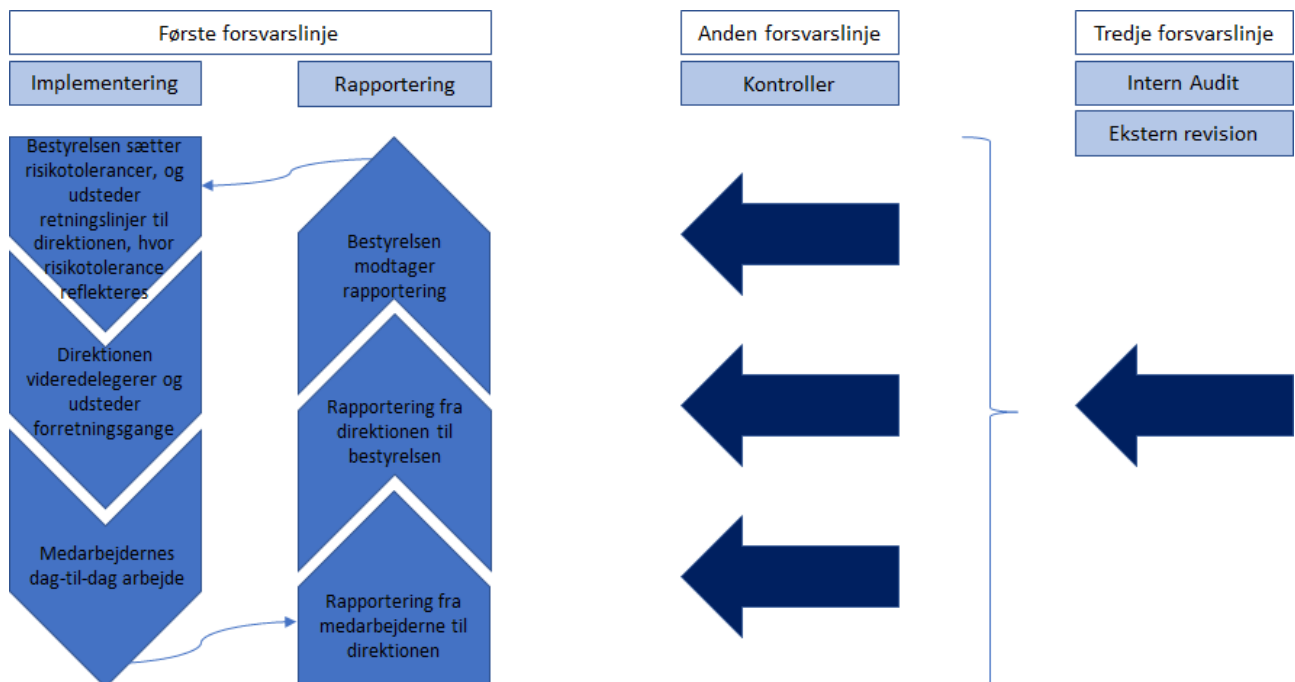 Første forsvarslinje
Anden forsvarslinje
Tredje forsvarslinje
Implementering
Rapportering
Kontroller
Intern Audit
Ekstern revision
Bestyrelsen sætter
risikotolerancer, og
udsteder
retningslinjer til
direktionen, hvor
risikotolerance
reflekteres
Direktionen
videredelegerer og
udsteder
forretningsgange
Medarbejdernes
dag-til-dag arbejde
Bestyrelsen
modtager
rapportering
Rapportering fra
direktionen til
bestyrelsen
Rapportering fra
medarbejderne til
direktionen